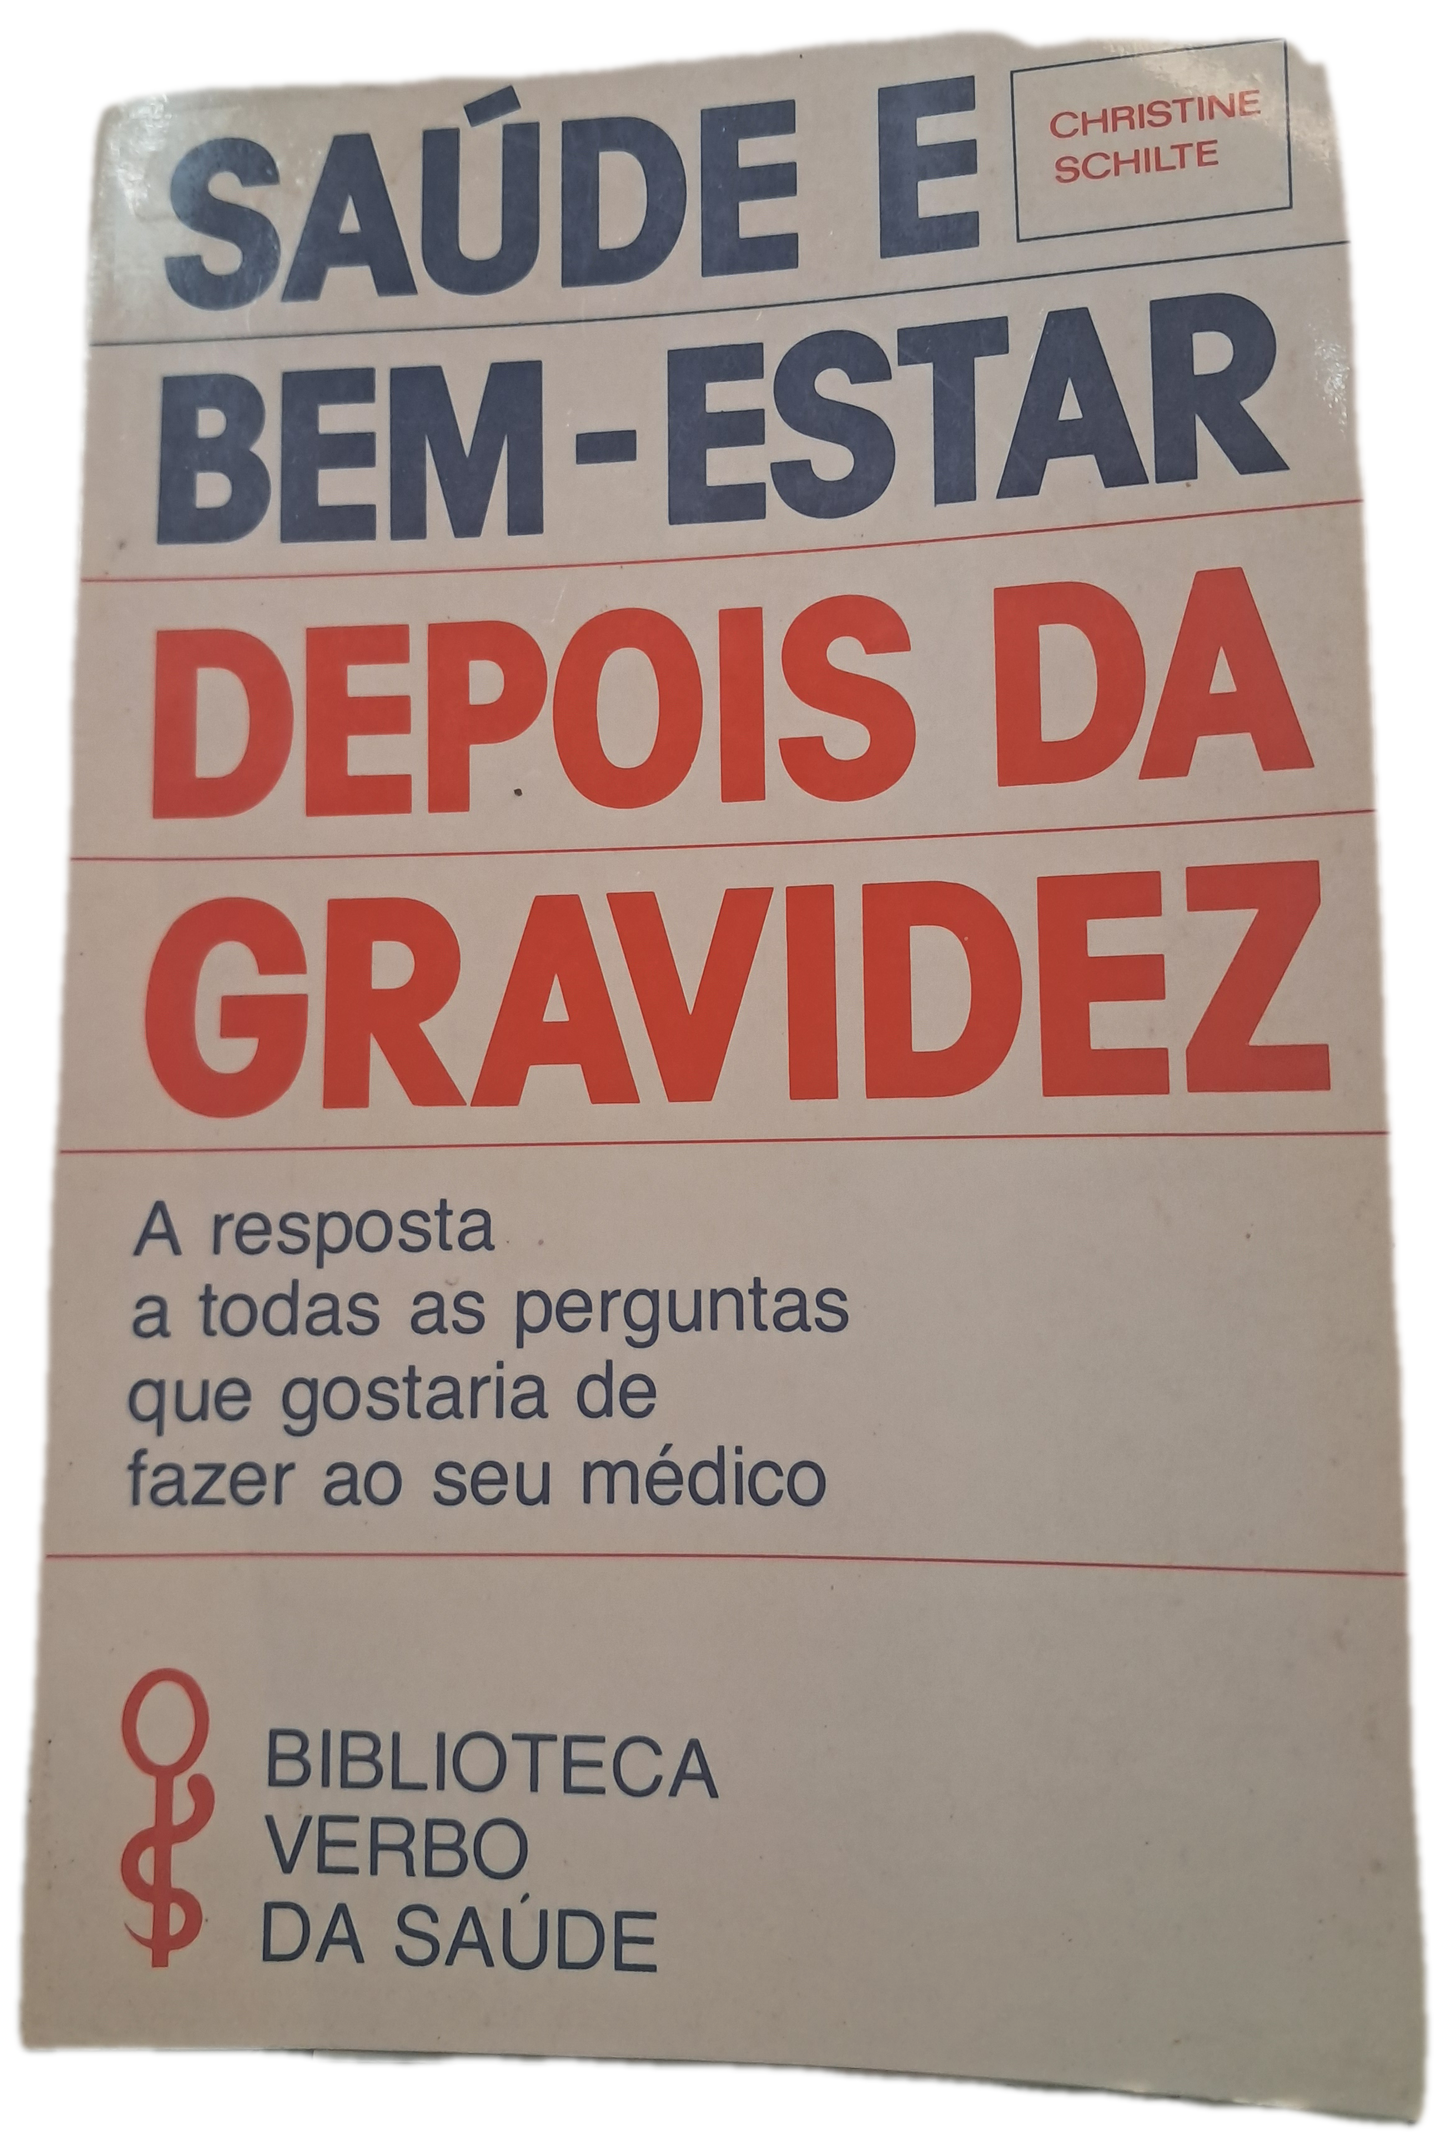 SAÚDE E
CHRISTINE
SCHILTE
BEM-ESTAR
DEPOIS DA
GRAVIDEZ
A resposta
a todas as perguntas
que gostaria de
fazer ao seu médico
BIBLIOTECA
VERBO
DA SAÚDE